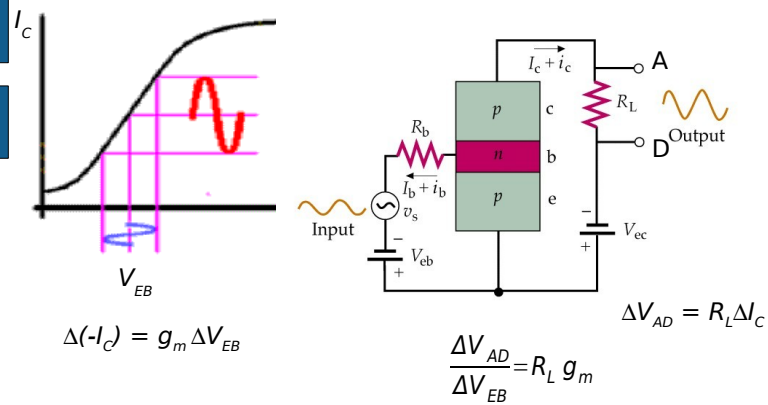 I_C
V_EB
Δ(-I_C) = g_m ΔV_EB
I_c + i_c
A
p
c
R_L
R_b
n
b
D
Output
I_b + i_b
p
e
v_s
Input
−
V_eb
+
−
V_ec
+
ΔV_AD = R_L ΔI_C
ΔV_AD
ΔV_EB
=R_L g_m